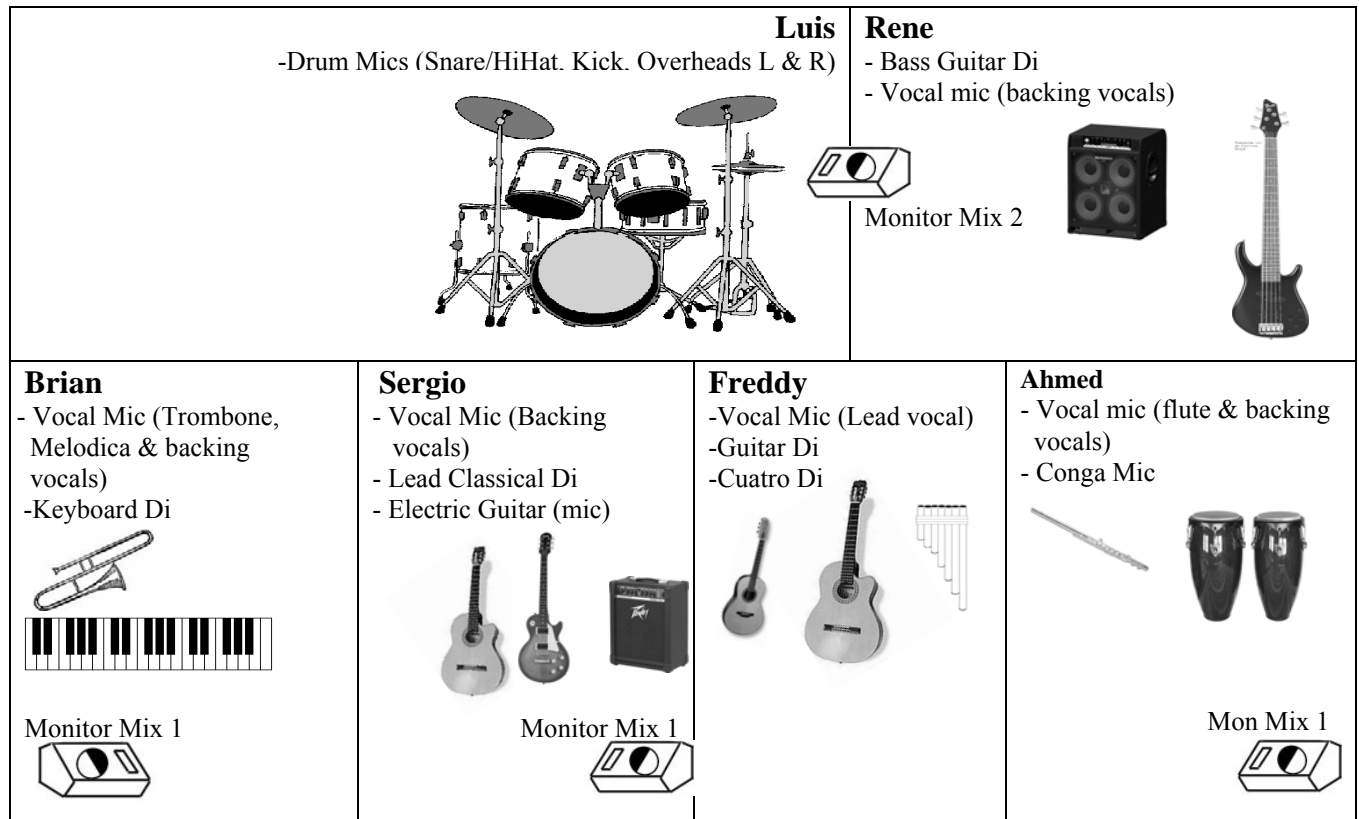 Luis
-Drum Mics (Snare/HiHat, Kick, Overheads L & R)
Rene
- Bass Guitar Di
- Vocal mic (backing vocals)
Monitor Mix 2
Brian
- Vocal Mic (Trombone,
Melodica & backing
vocals)
-Keyboard Di
Monitor Mix 1
Sergio
- Vocal Mic (Backing
vocals)
- Lead Classical Di
- Electric Guitar (mic)
PEAVEY
Monitor Mix 1
Freddy
-Vocal Mic (Lead vocal)
-Guitar Di
-Cuatro Di
Ahmed
- Vocal mic (flute & backing
vocals)
- Conga Mic
Mon Mix 1